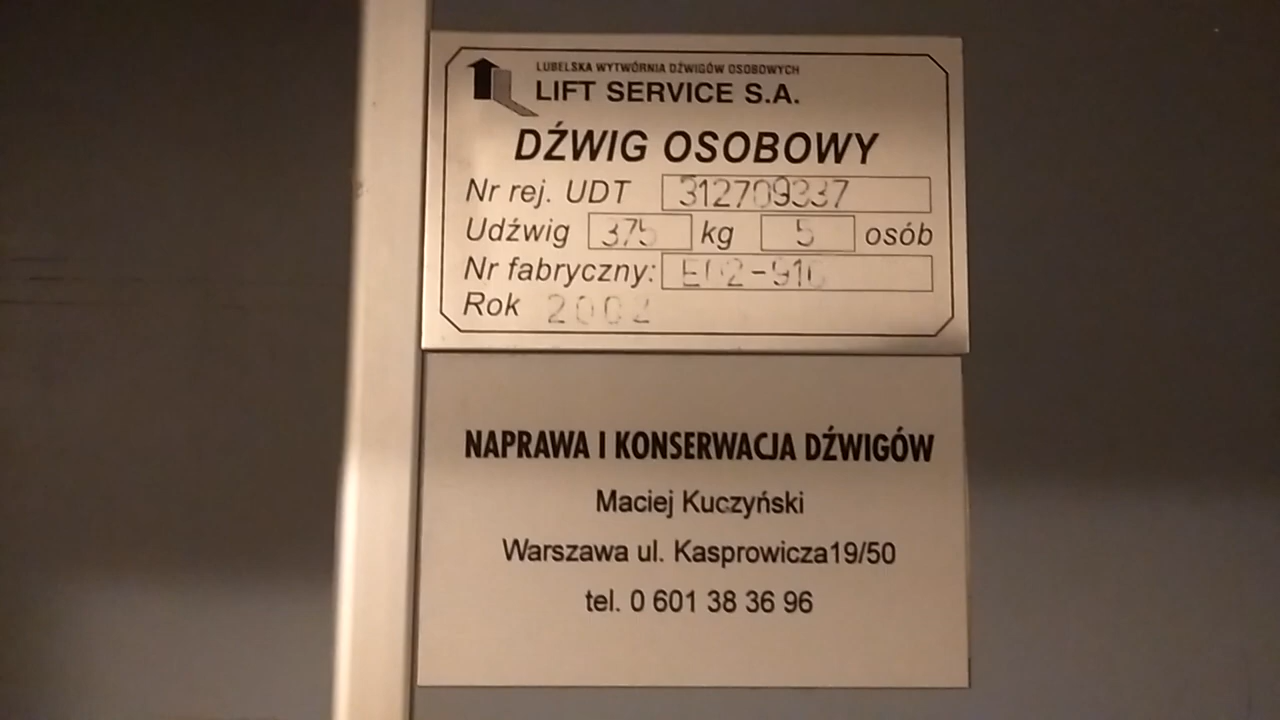 LUBELSKA WYTWÓRNIA DŹWIGÓW OSOBOWYCH
LIFT SERVICE S.A.
DŹWIG OSOBOWY
Nr rej. UDT 312709337
Udźwig 375 kg 5 osób
Nr fabryczny:
Rok 2002
NAPRAWA I KONSERWACJA DŹWIGÓW
Maciej Kuczyński
Warszawa ul. Kasprowicza19/50
tel. 0 601 38 36 96